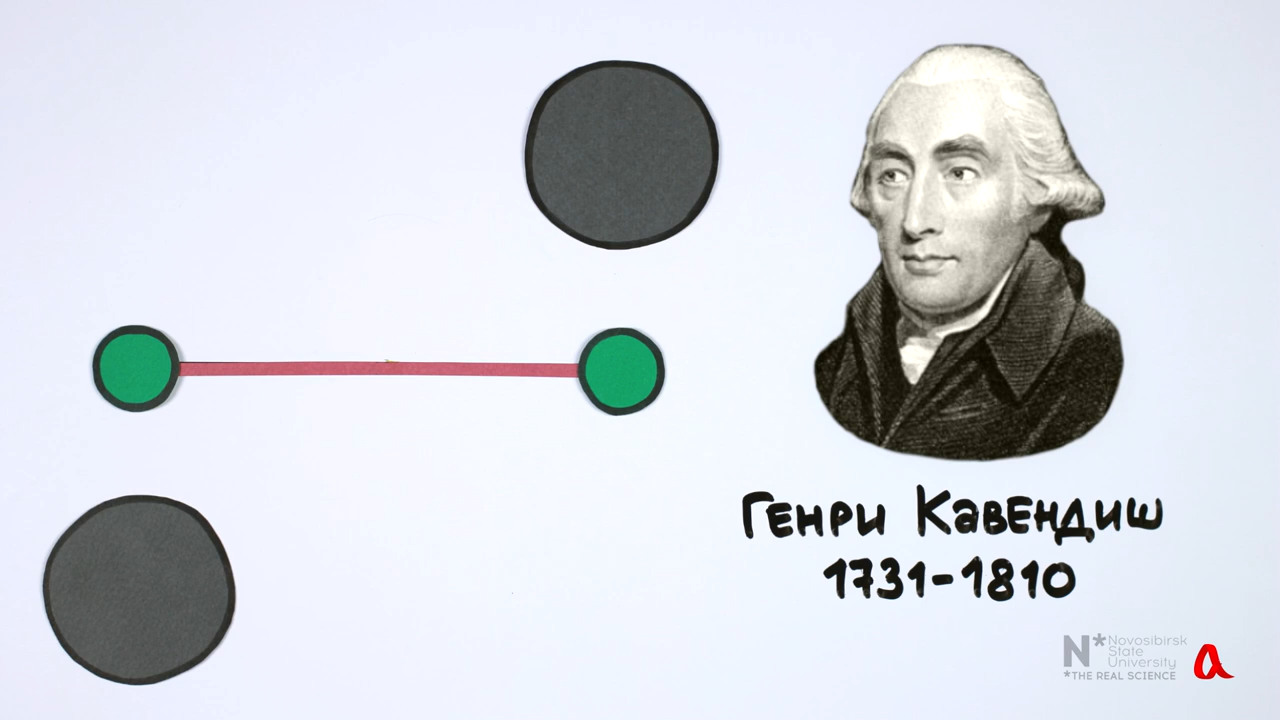 Генри Кавендиш
1731-1810
N* Novosibirsk
State
University
*THE REAL SCIENCE
a